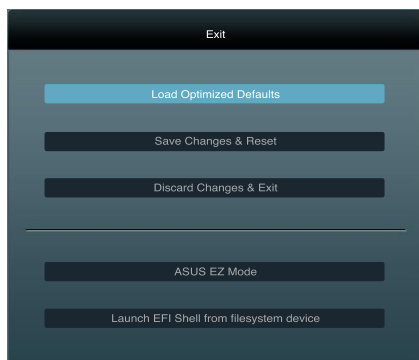 Exit
Load Optimized Defaults
Save Changes & Reset
Discard Changes & Exit
ASUS EZ Mode
Launch EFI Shell from filesystem device